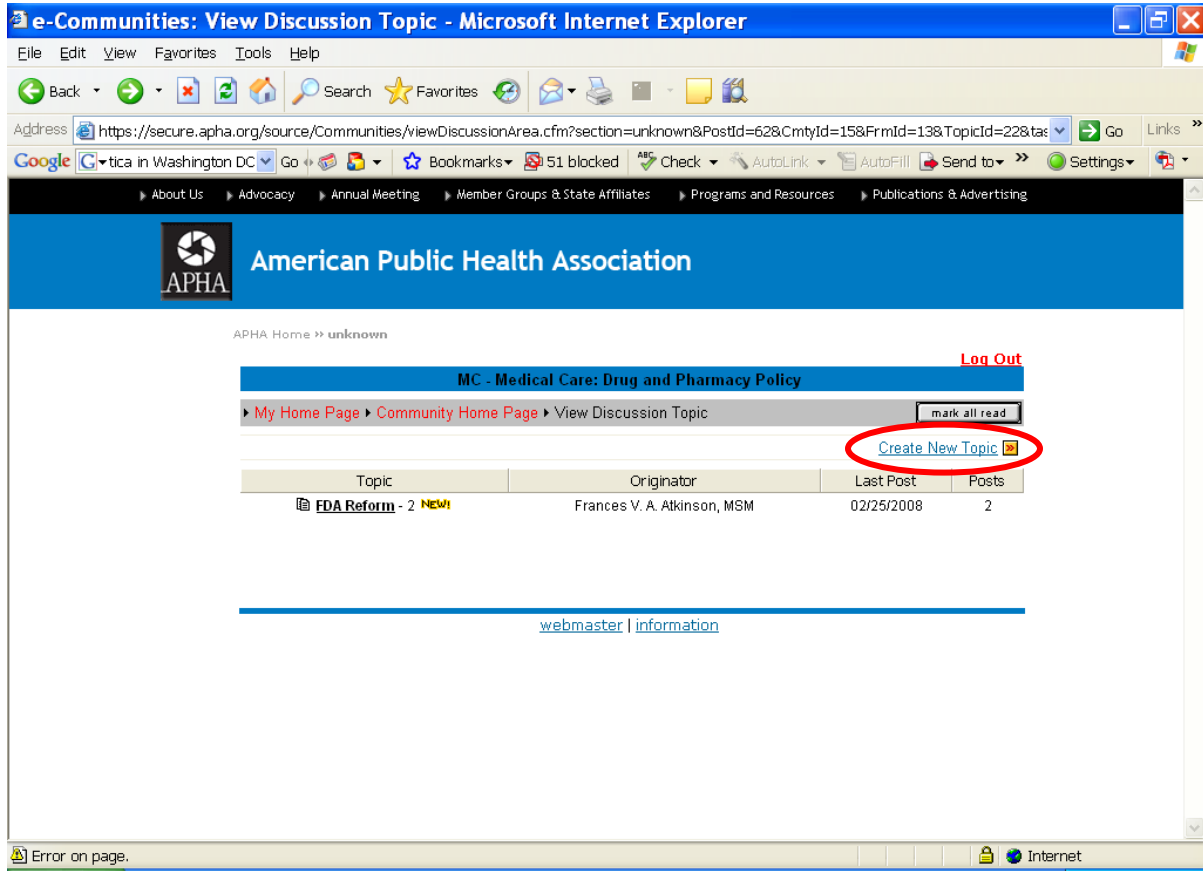 e-Communities: View Discussion Topic - Microsoft Internet Explorer
File Edit View Favorites Tools Help
Back Search Favorites
Address https://secure.apha.org/source/Communities/viewDiscussionArea.cfm?section=unknown&PostId=62&CmtyId=15&FrmId=13&TopicId=22&tas Go Links »
Google G tica in Washington DC Go Bookmarks 51 blocked ABC Check AutoLink AutoFill Send to » Settings
About Us Advocacy Annual Meeting Member Groups & State Affiliates Programs and Resources Publications & Advertising
APHA American Public Health Association
APHA Home » unknown
Log Out
MC - Medical Care: Drug and Pharmacy Policy
My Home Page Community Home Page View Discussion Topic mark all read
Create New Topic »
Topic Originator Last Post Posts
FDA Reform - 2 NEW! Frances V. A. Atkinson, MSM 02/25/2008 2
webmaster | information
Error on page. Internet